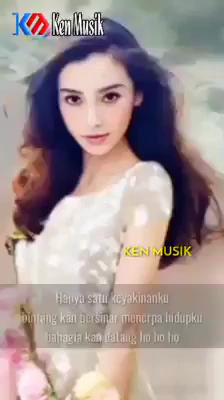 Ken Musik
KEN MUSIK
Hanya satu keyakinanku
bintang kan bersinar menerpa hidupku
bahagia kan datang ho ho ho